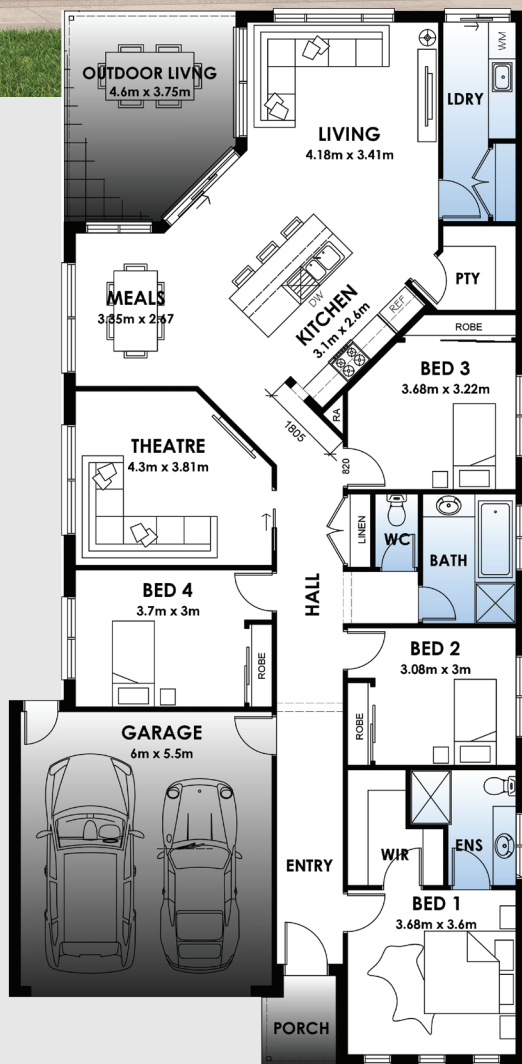 OUTDOOR LIVNG
4.6m x 3.75m
WM
LDRY
LIVING
4.18m x 3.41m
PTY
MEALS
3.35m x 2.67
DW
KITCHEN
3.1m x 2.6m
REF
ROBE
BED 3
3.68m x 3.22m
RA
1805
820
THEATRE
4.3m x 3.81m
LINEN
WC
BATH
BED 4
3.7m x 3m
ROBE
HALL
BED 2
3.08m x 3m
ROBE
GARAGE
6m x 5.5m
ENTRY
WIR
ENS
BED 1
3.68m x 3.6m
PORCH